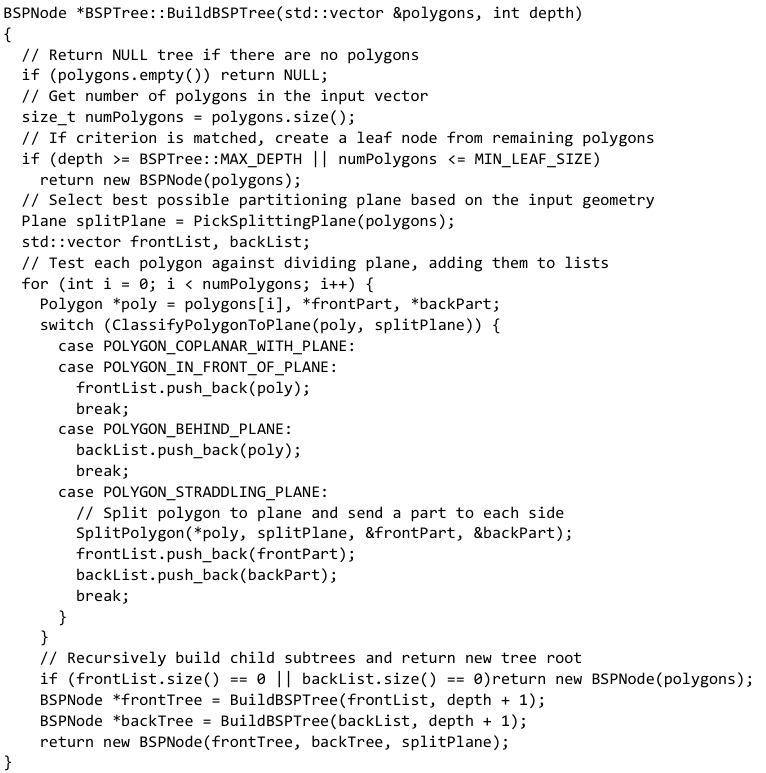 BSPNode *BSPTree::BuildBSPTree(std::vector &polygons, int depth)
{
  // Return NULL tree if there are no polygons
  if (polygons.empty()) return NULL;
  // Get number of polygons in the input vector
  size_t numPolygons = polygons.size();
  // If criterion is matched, create a leaf node from remaining polygons
  if (depth >= BSPTree::MAX_DEPTH || numPolygons <= MIN_LEAF_SIZE)
    return new BSPNode(polygons);
  // Select best possible partitioning plane based on the input geometry
  Plane splitPlane = PickSplittingPlane(polygons);
  std::vector frontList, backList;
  // Test each polygon against dividing plane, adding them to lists
  for (int i = 0; i < numPolygons; i++) {
    Polygon *poly = polygons[i], *frontPart, *backPart;
    switch (ClassifyPolygonToPlane(poly, splitPlane)) {
      case POLYGON_COPLANAR_WITH_PLANE:
      case POLYGON_IN_FRONT_OF_PLANE:
        frontList.push_back(poly);
        break;
      case POLYGON_BEHIND_PLANE:
        backList.push_back(poly);
        break;
      case POLYGON_STRADDLING_PLANE:
        // Split polygon to plane and send a part to each side
        SplitPolygon(*poly, splitPlane, &frontPart, &backPart);
        frontList.push_back(frontPart);
        backList.push_back(backPart);
        break;
      }
    }
    // Recursively build child subtrees and return new tree root
    if (frontList.size() == 0 || backList.size() == 0)return new BSPNode(polygons);
    BSPNode *frontTree = BuildBSPTree(frontList, depth + 1);
    BSPNode *backTree = BuildBSPTree(backList, depth + 1);
    return new BSPNode(frontTree, backTree, splitPlane);
}